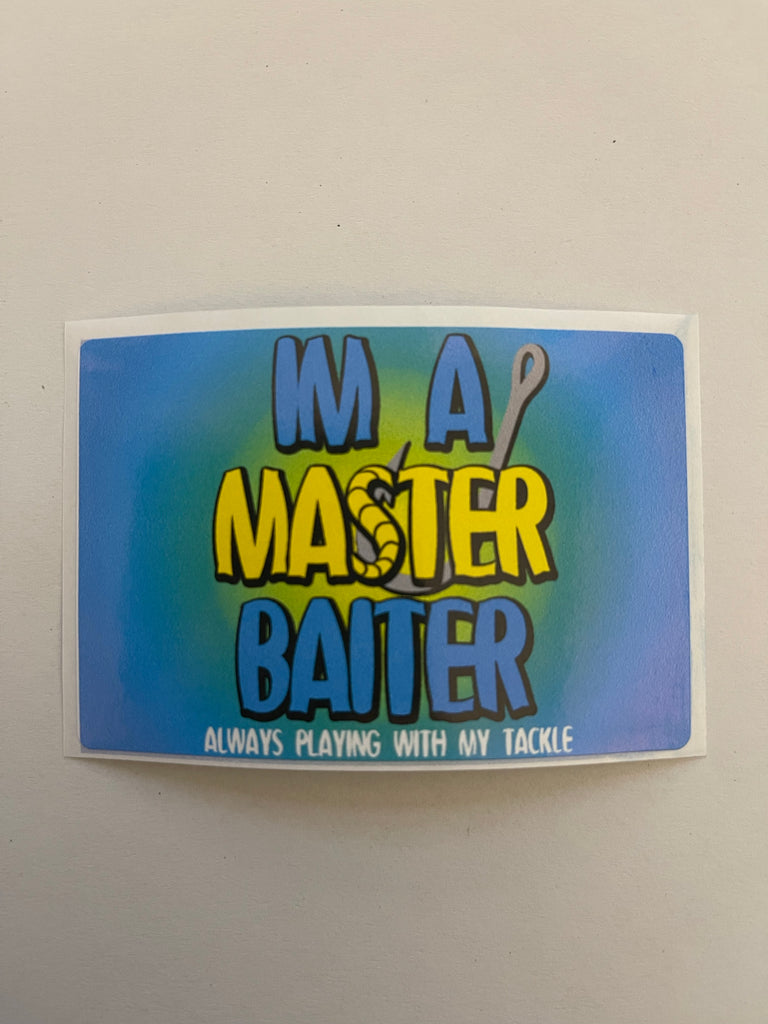 IM A
MASTER
BAITER
ALWAYS PLAYING WITH MY TACKLE